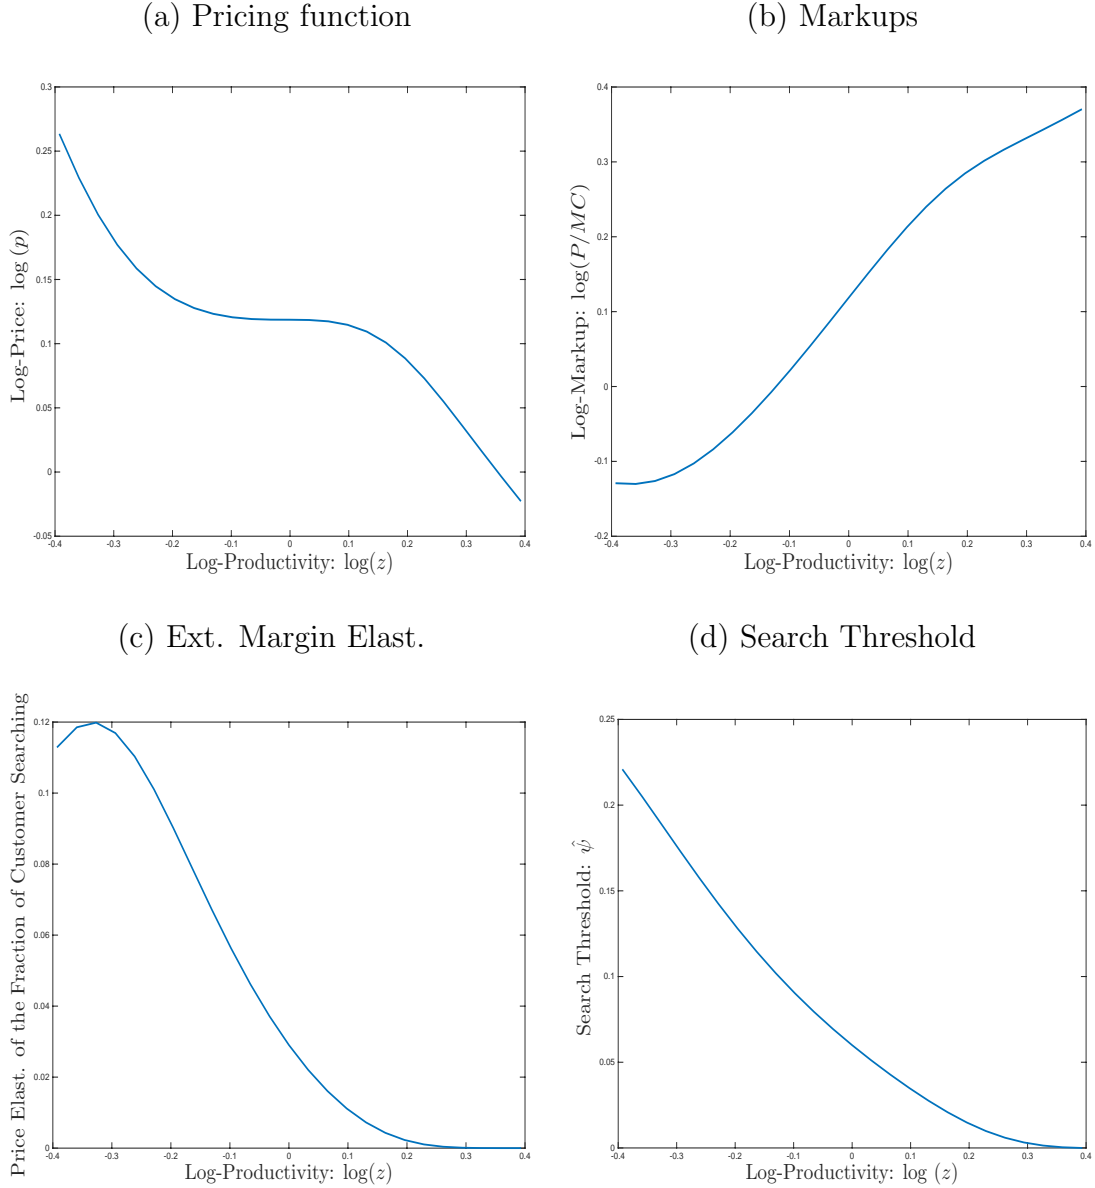 (a) Pricing function
(b) Markups
Log-Price: log (p)
0.3
0.25
0.2
0.15
0.1
0.05
0
-0.05
-0.4 -0.3 -0.2 -0.1 0 0.1 0.2 0.3 0.4
Log-Productivity: log(z)
Log-Markup: log(P/MC)
0.4
0.3
0.2
0.1
0
-0.1
-0.2
-0.4 -0.3 -0.2 -0.1 0 0.1 0.2 0.3 0.4
Log-Productivity: log(z)
(c) Ext. Margin Elast.
(d) Search Threshold
Price Elast. of the Fraction of Customer Searching
0.12
0.1
0.08
0.06
0.04
0.02
0
-0.4 -0.3 -0.2 -0.1 0 0.1 0.2 0.3 0.4
Log-Productivity: log(z)
Search Threshold: ψ̂
0.25
0.2
0.15
0.1
0.05
0
-0.4 -0.3 -0.2 -0.1 0 0.1 0.2 0.3 0.4
Log-Productivity: log (z)